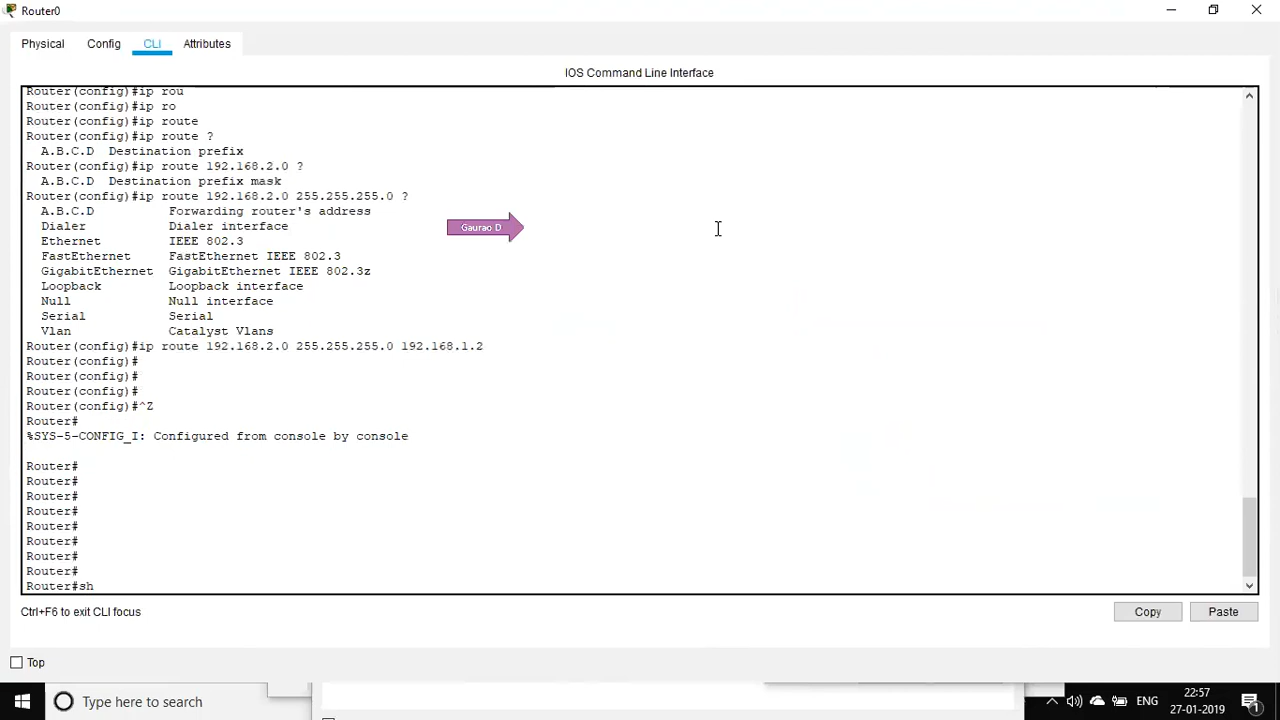 Router0
Physical Config CLI Attributes
IOS Command Line Interface
Router(config)#ip rou
Router(config)#ip ro
Router(config)#ip route
Router(config)#ip route ?
A.B.C.D Destination prefix
Router(config)#ip route 192.168.2.0 ?
A.B.C.D Destination prefix mask
Router(config)#ip route 192.168.2.0 255.255.255.0 ?
A.B.C.D Forwarding router's address
Dialer Dialer interface
Gaurao D
Ethernet IEEE 802.3
FastEthernet FastEthernet IEEE 802.3
GigabitEthernet GigabitEthernet IEEE 802.3z
Loopback Loopback interface
Null Null interface
Serial Serial
Vlan Catalyst Vlans
Router(config)#ip route 192.168.2.0 255.255.255.0 192.168.1.2
Router(config)#
Router(config)#
Router(config)#
Router(config)#^Z
Router#
%SYS-5-CONFIG_I: Configured from console by console
Router#
Router#
Router#
Router#
Router#
Router#
Router#
Router#
Router#sh
Ctrl+F6 to exit CLI focus
Copy Paste
Top
Type here to search
ENG
22:57
27-01-2019
1